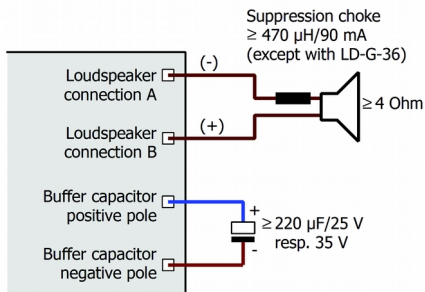 Suppression choke
≥ 470 µH/90 mA
(except with LD-G-36)
Loudspeaker
connection A
(-)
≥ 4 Ohm
Loudspeaker
connection B
(+)
Buffer capacitor
positive pole
+
≥ 220 µF/25 V
resp. 35 V
-
Buffer capacitor
negative pole